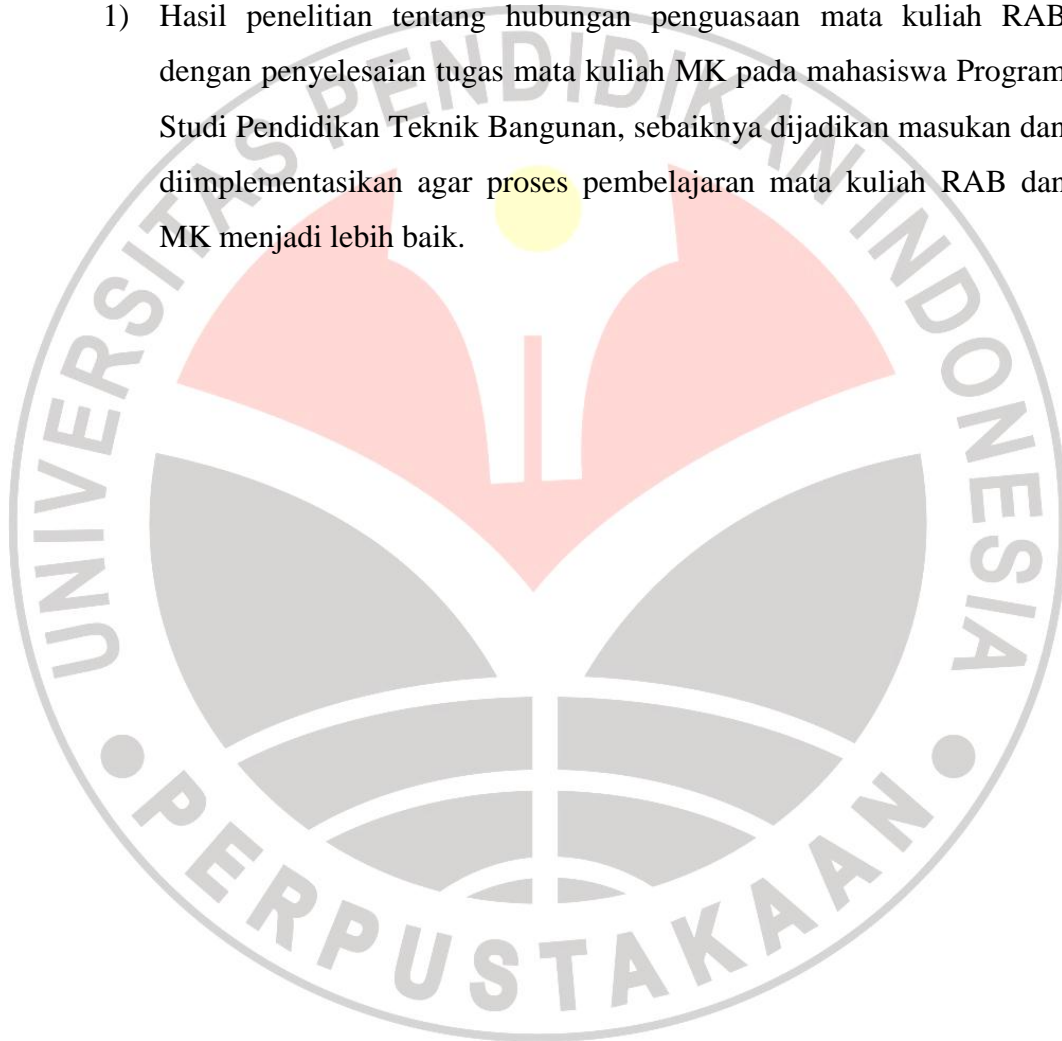 1) Hasil penelitian tentang hubungan penguasaan mata kuliah RAB
dengan penyelesaian tugas mata kuliah MK pada mahasiswa Program
Studi Pendidikan Teknik Bangunan, sebaiknya dijadikan masukan dan
diimplementasikan agar proses pembelajaran mata kuliah RAB dan
MK menjadi lebih baik.
UNIVERSITAS PENDIDIKAN INDONESIA
PERPUSTAKAAN